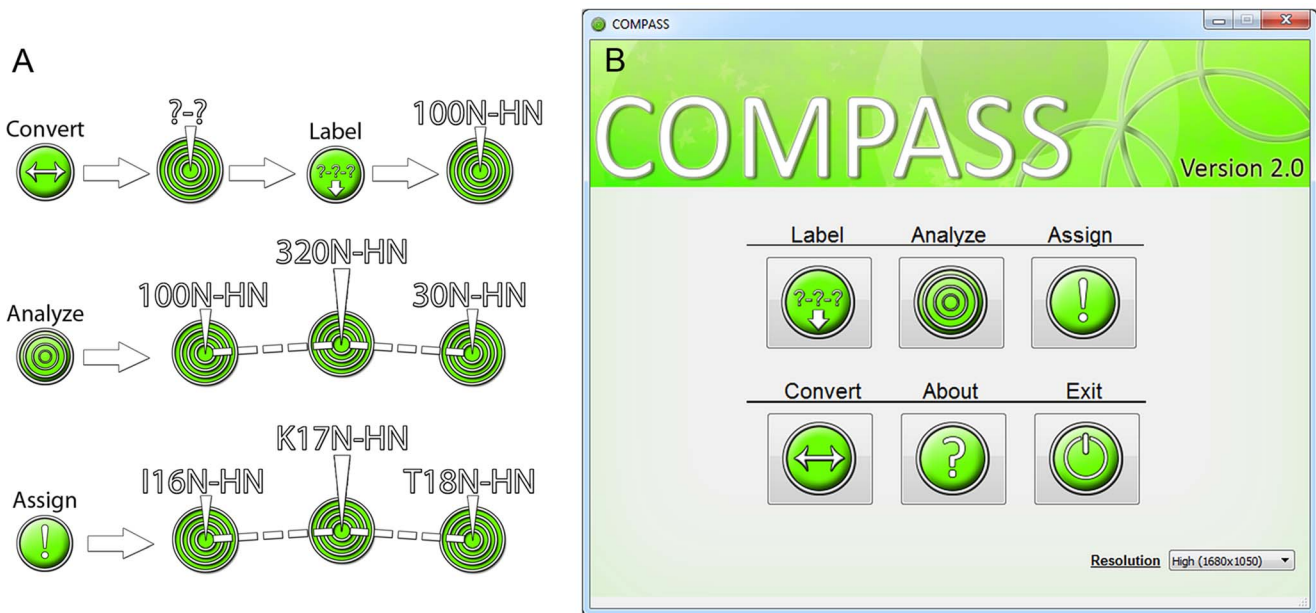 A
?-?
100N-HN
Convert
Label
?-?-?
320N-HN
100N-HN
30N-HN
Analyze
K17N-HN
I16N-HN
T18N-HN
Assign
!
COMPASS
B
COMPASS
Version 2.0
Label Analyze Assign
?-?-? !
Convert About Exit
?
Resolution High (1680x1050)